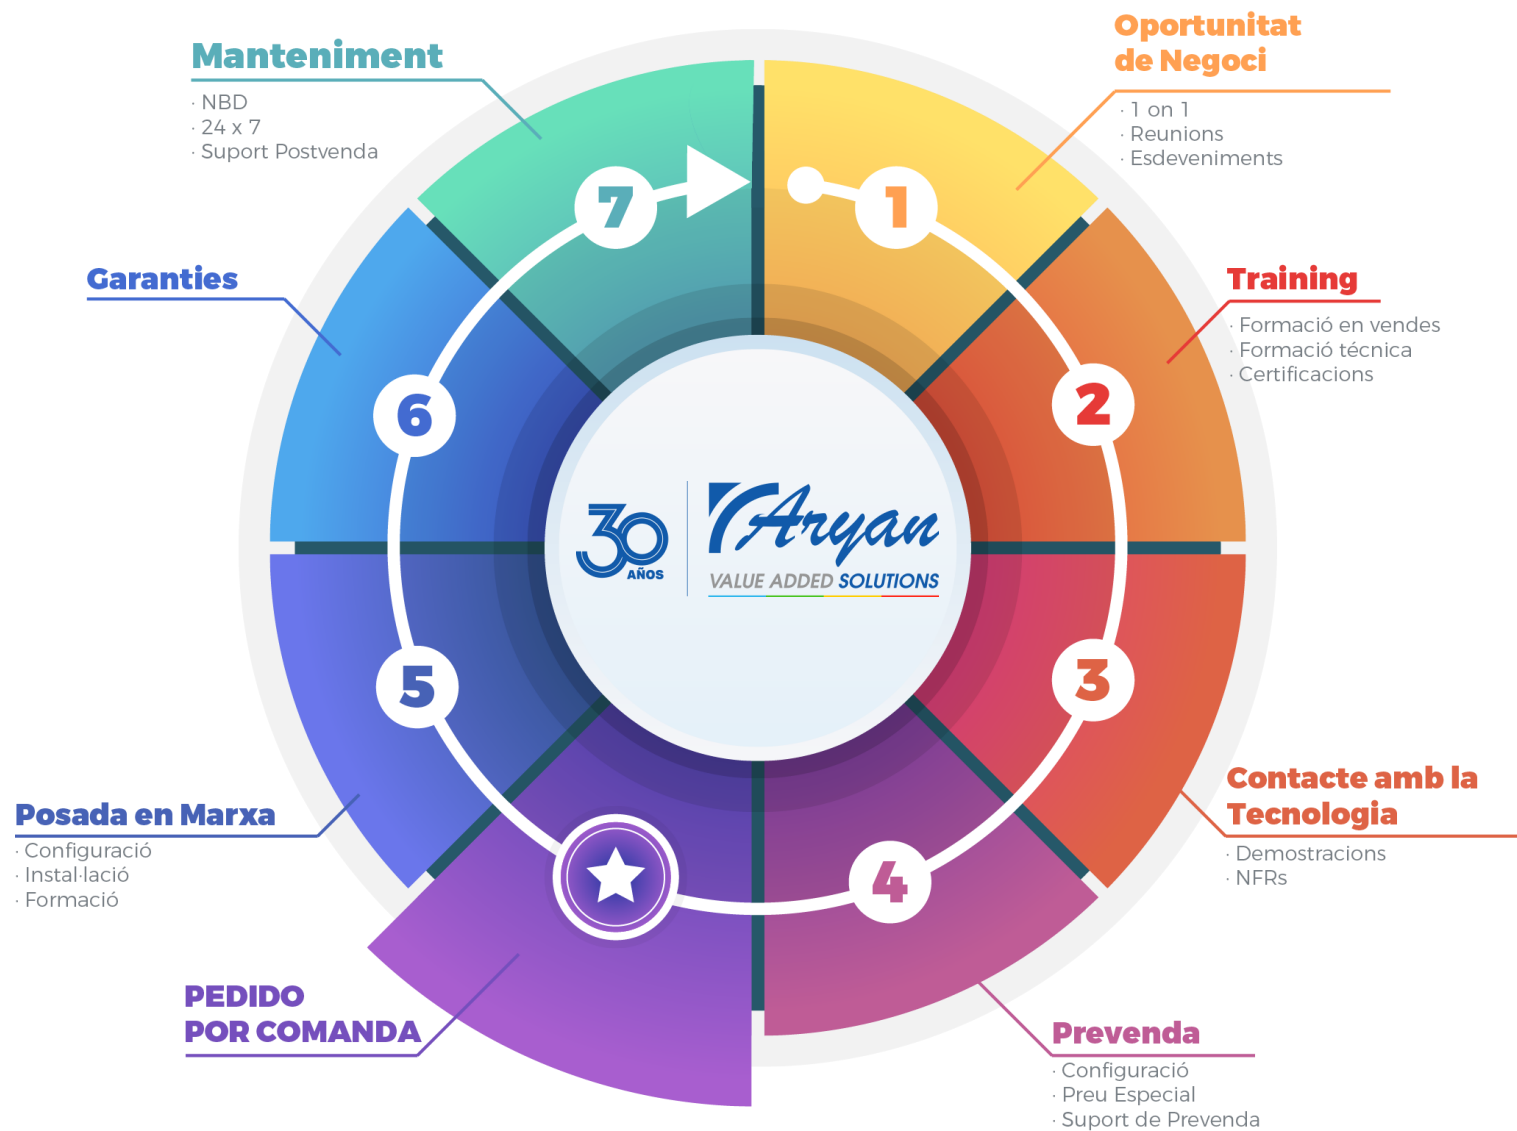 Oportunitat
de Negoci
· 1 on 1
· Reunions
· Esdeveniments
1
Training
· Formació en vendes
· Formació técnica
· Certificacions
2
Contacte amb la
Tecnologia
· Demostracions
· NFRs
3
Prevenda
· Configuració
· Preu Especial
· Suport de Prevenda
4
PEDIDO
POR COMANDA
Posada en Marxa
· Configuració
· Instal·lació
· Formació
5
Garanties
6
Manteniment
· NBD
· 24 x 7
· Suport Postvenda
7
30
AÑOS
Aryan
VALUE ADDED SOLUTIONS